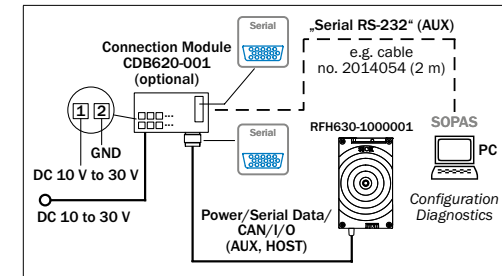 Serial
„Serial RS-232“ (AUX)
Connection Module
CDB620-001
(optional)
e.g. cable
no. 2014054 (2 m)
1 2
GND
DC 10 V to 30 V
Serial
RFH630-1000001
SOPAS
PC
DC 10 to 30 V
Power/Serial Data/
CAN/I/O
(AUX, HOST)
Configuration
Diagnostics